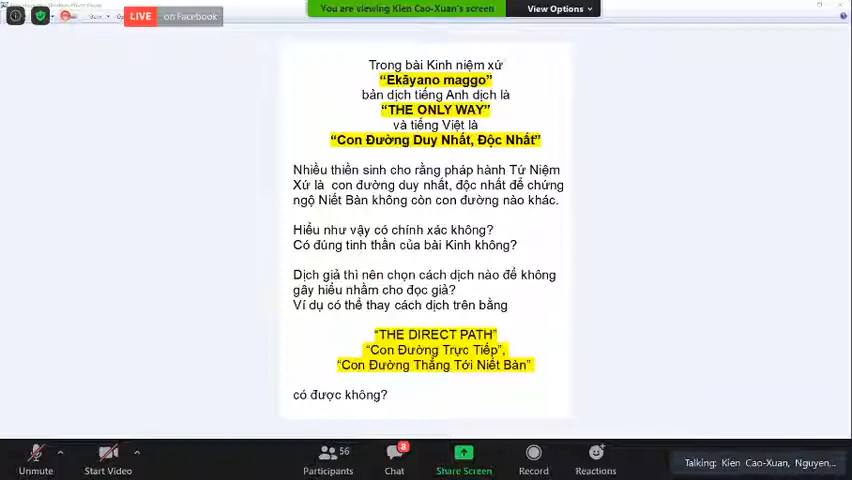 LIVE on Facebook
You are viewing Kien Cao-Xuan's screen
View Options
Trong bài Kinh niệm xứ
“Ekāyano maggo”
bản dịch tiếng Anh dịch là
“THE ONLY WAY”
và tiếng Việt là
“Con Đường Duy Nhất, Độc Nhất”
Nhiều thiền sinh cho rằng pháp hành Tứ Niệm
Xứ là con đường duy nhất, độc nhất để chứng
ngộ Niết Bàn không còn con đường nào khác.
Hiểu như vậy có chính xác không?
Có đúng tinh thần của bài Kinh không?
Dịch giả thì nên chọn cách dịch nào để không
gây hiểu nhầm cho đọc giả?
Ví dụ có thể thay cách dịch trên bằng
“THE DIRECT PATH”
“Con Đường Trực Tiếp”,
“Con Đường Thẳng Tới Niết Bàn”
có được không?
56
8
Talking: Kien Cao-Xuan, Nguyen...
Unmute
Start Video
Participants
Chat
Share Screen
Record
Reactions